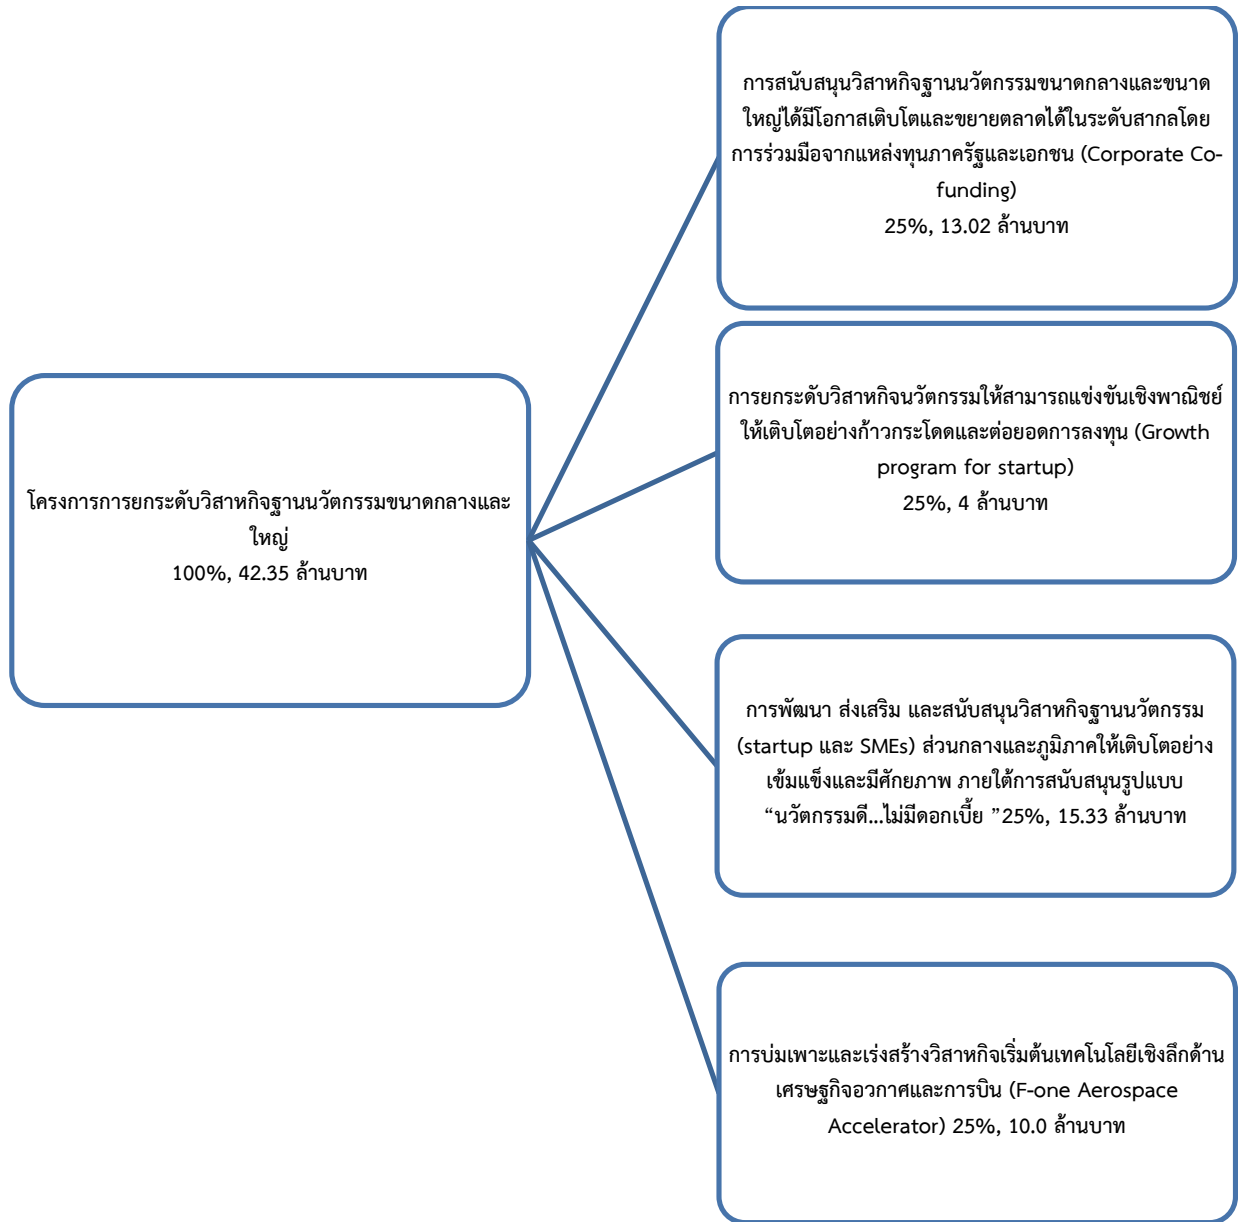 การสนับสนุนวิสาหกิจฐานนวัตกรรมขนาดกลางและขนาด
ใหญ่ได้มีโอกาสเติบโตและขยายตลาดได้ในระดับสากลโดย
การร่วมมือจากแหล่งทุนภาครัฐและเอกชน (Corporate Co-
funding)
25%, 13.02 ล้านบาท
การยกระดับวิสาหกิจนวัตกรรมให้สามารถแข่งขันเชิงพาณิชย์
ให้เติบโตอย่างก้าวกระโดดและต่อยอดการลงทุน (Growth
program for startup)
25%, 4 ล้านบาท
โครงการการยกระดับวิสาหกิจฐานนวัตกรรมขนาดกลางและ
ใหญ่
100%, 42.35 ล้านบาท
การพัฒนา ส่งเสริม และสนับสนุนวิสาหกิจฐานนวัตกรรม
(startup และ SMEs) ส่วนกลางและภูมิภาคให้เติบโตอย่าง
เข้มแข็งและมีศักยภาพ ภายใต้การสนับสนุนรูปแบบ
“นวัตกรรมดี...ไม่มีดอกเบี้ย ”25%, 15.33 ล้านบาท
การบ่มเพาะและเร่งสร้างวิสาหกิจเริ่มต้นเทคโนโลยีเชิงลึกด้าน
เศรษฐกิจอวกาศและการบิน (F-one Aerospace
Accelerator) 25%, 10.0 ล้านบาท